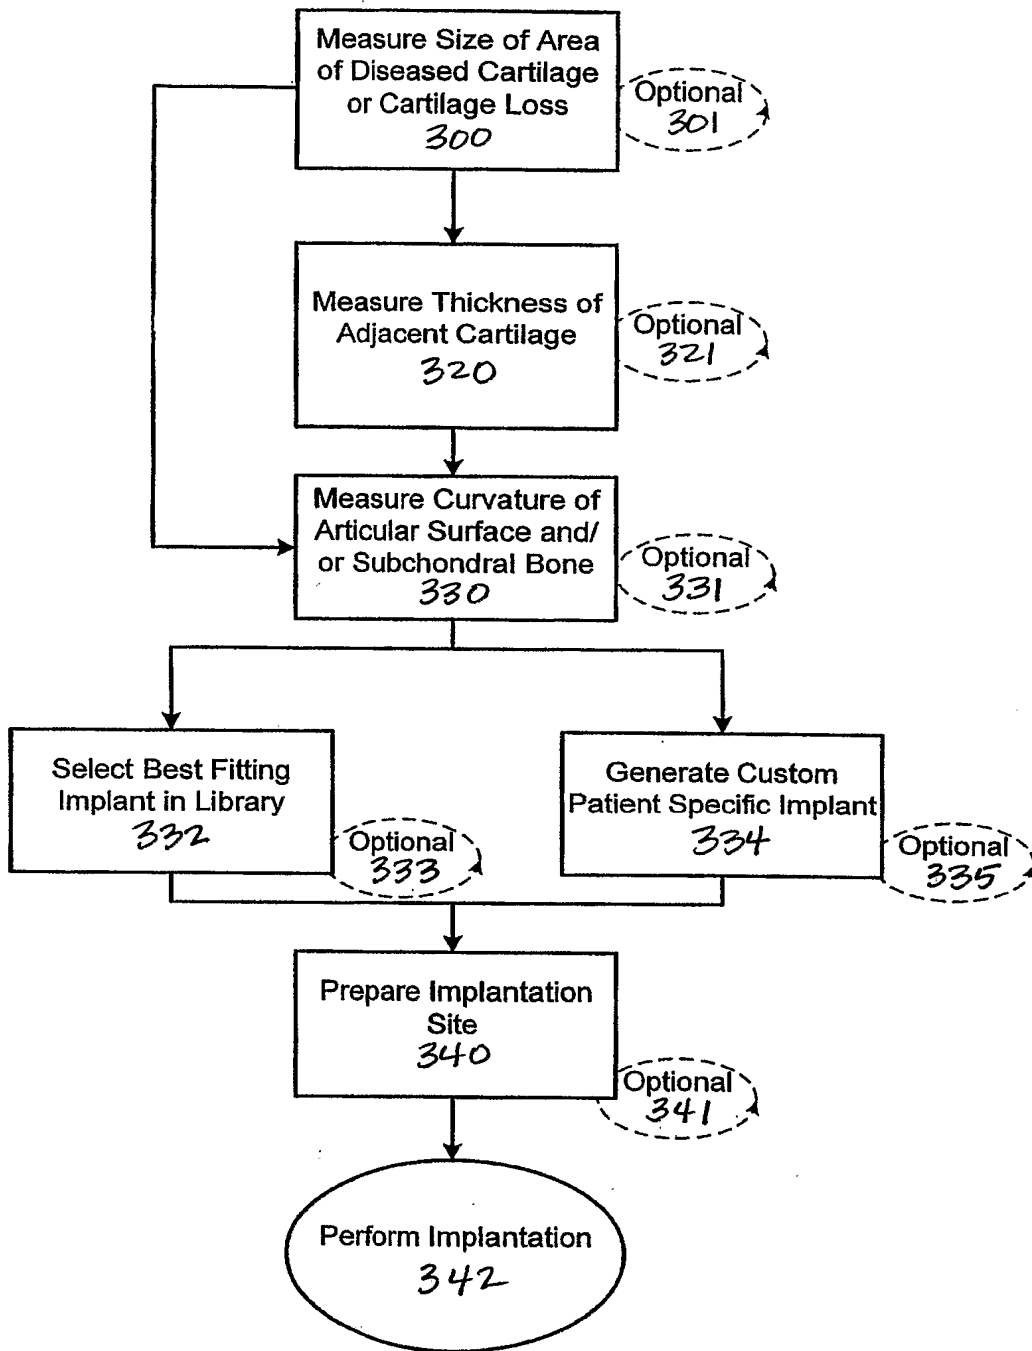 Measure Size of Area
of Diseased Cartilage
or Cartilage Loss
300
Optional
301
Measure Thickness of
Adjacent Cartilage
320
Optional
321
Measure Curvature of
Articular Surface and/
or Subchondral Bone
330
Optional
331
Select Best Fitting
Implant in Library
332
Optional
333
Generate Custom
Patient Specific Implant
334
Optional
335
Prepare Implantation
Site
340
Optional
341
Perform Implantation
342